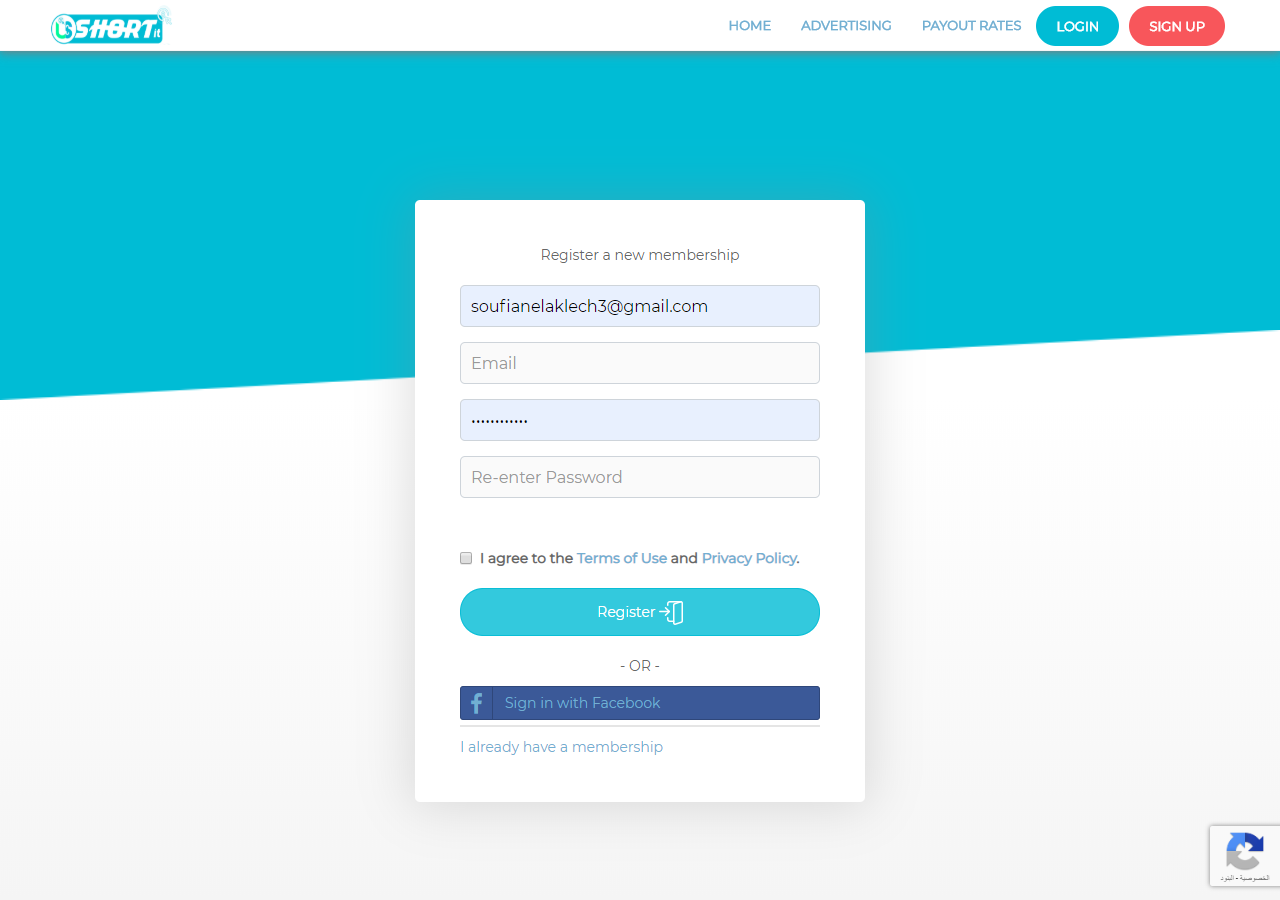 USHORT it
HOME ADVERTISING PAYOUT RATES LOGIN SIGN UP
Register a new membership
soufianelaklech3@gmail.com
Email
••••••••••••
Re-enter Password
I agree to the Terms of Use and Privacy Policy.
Register
- OR -
Sign in with Facebook
I already have a membership
الخصوصية - البنود